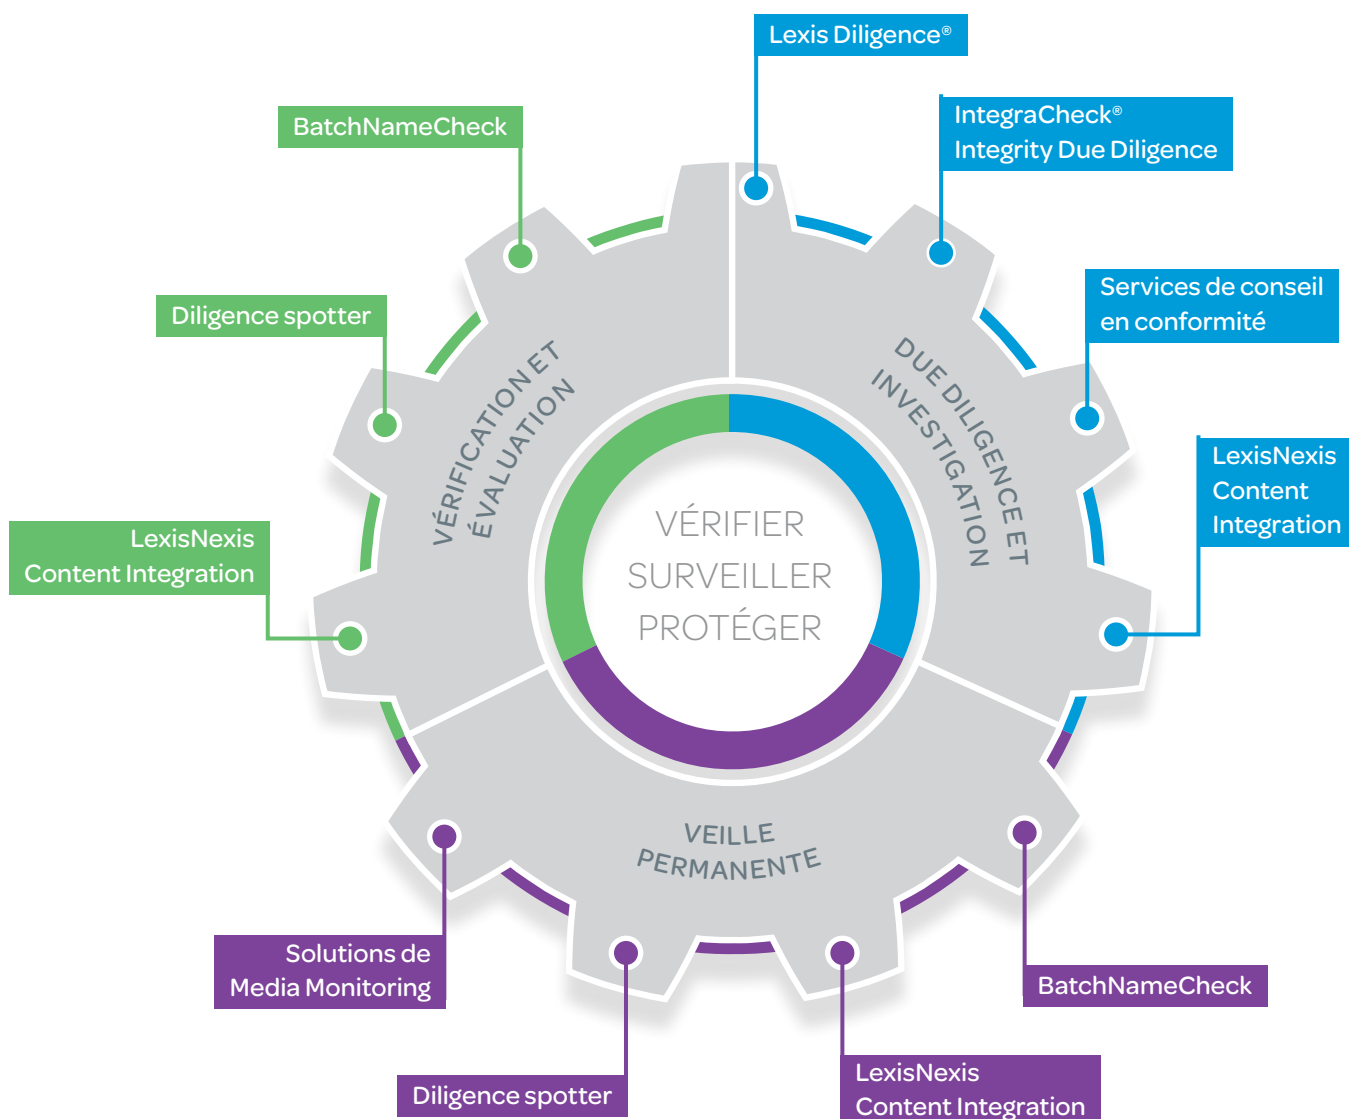 Lexis Diligence®
IntegraCheck®
Integrity Due Diligence
BatchNameCheck
Services de conseil
en conformité
Diligence spotter
DUE DILIGENCE ET
INVESTIGATION
VÉRIFICATION ET
ÉVALUATION
LexisNexis
Content
Integration
LexisNexis
Content Integration
VÉRIFIER
SURVEILLER
PROTÉGER
VEILLE
PERMANENTE
Solutions de
Media Monitoring
BatchNameCheck
Diligence spotter
LexisNexis
Content Integration